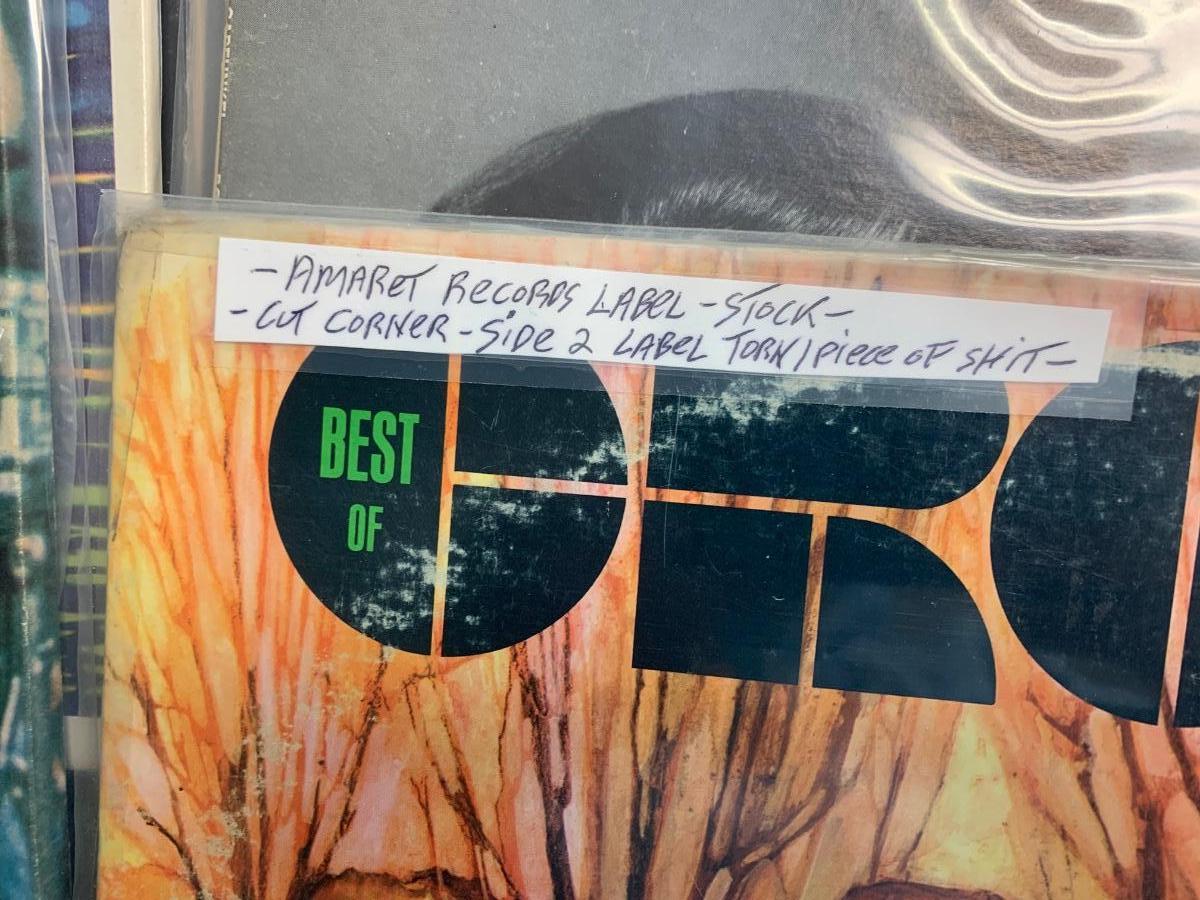 - AMARET RECORDS LABEL - STOCK -
- CUT CORNER - SIDE 2 LABEL TORN / PIECE OF SHIT -
BEST
OF